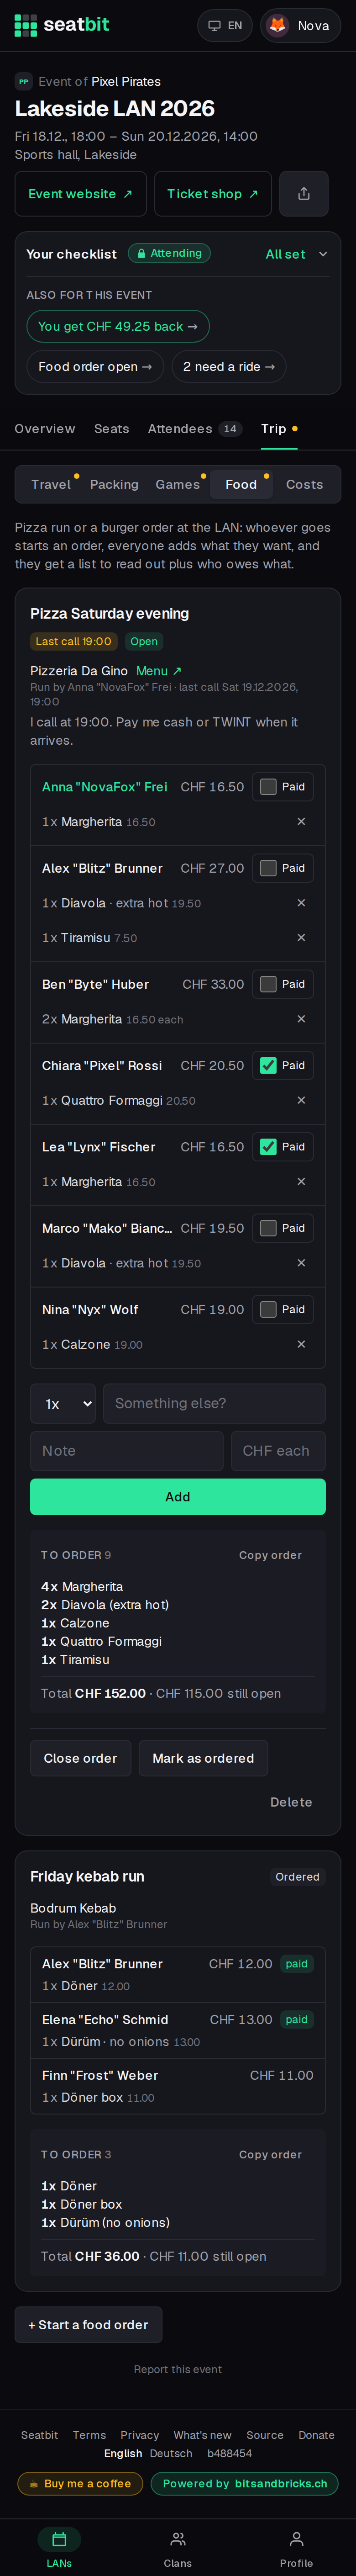 seatbit
EN
Nova
PP Event of Pixel Pirates
Lakeside LAN 2026
Fri 18.12., 18:00 – Sun 20.12.2026, 14:00
Sports hall, Lakeside
Event website ↗
Ticket shop ↗
Your checklist
Attending
All set
ALSO FOR THIS EVENT
You get CHF 49.25 back →
Food order open →
2 need a ride →
Overview
Seats
Attendees 14
Trip
Travel
Packing
Games
Food
Costs
Pizza run or a burger order at the LAN: whoever goes
starts an order, everyone adds what they want, and
they get a list to read out plus who owes what.
Pizza Saturday evening
Last call 19:00
Open
Pizzeria Da Gino Menu ↗
Run by Anna "NovaFox" Frei · last call Sat 19.12.2026,
19:00
I call at 19:00. Pay me cash or TWINT when it
arrives.
Anna "NovaFox" Frei CHF 16.50 Paid
1x Margherita 16.50 ✕
Alex "Blitz" Brunner CHF 27.00 Paid
1x Diavola · extra hot 19.50 ✕
1x Tiramisu 7.50 ✕
Ben "Byte" Huber CHF 33.00 Paid
2x Margherita 16.50 each ✕
Chiara "Pixel" Rossi CHF 20.50 Paid
1x Quattro Formaggi 20.50 ✕
Lea "Lynx" Fischer CHF 16.50 Paid
1x Margherita 16.50 ✕
Marco "Mako" Bianc... CHF 19.50 Paid
1x Diavola · extra hot 19.50 ✕
Nina "Nyx" Wolf CHF 19.00 Paid
1x Calzone 19.00 ✕
1x
Something else?
Note
CHF each
Add
TO ORDER 9
Copy order
4x Margherita
2x Diavola (extra hot)
1x Calzone
1x Quattro Formaggi
1x Tiramisu
Total CHF 152.00 · CHF 115.00 still open
Close order
Mark as ordered
Delete
Friday kebab run
Ordered
Bodrum Kebab
Run by Alex "Blitz" Brunner
Alex "Blitz" Brunner CHF 12.00 paid
1x Döner 12.00
Elena "Echo" Schmid CHF 13.00 paid
1x Dürüm · no onions 13.00
Finn "Frost" Weber CHF 11.00
1x Döner box 11.00
TO ORDER 3
Copy order
1x Döner
1x Döner box
1x Dürüm (no onions)
Total CHF 36.00 · CHF 11.00 still open
+ Start a food order
Report this event
Seatbit Terms Privacy What's new Source Donate
English Deutsch b488454
Buy me a coffee
Powered by bitsandbricks.ch
LANs
Clans
Profile